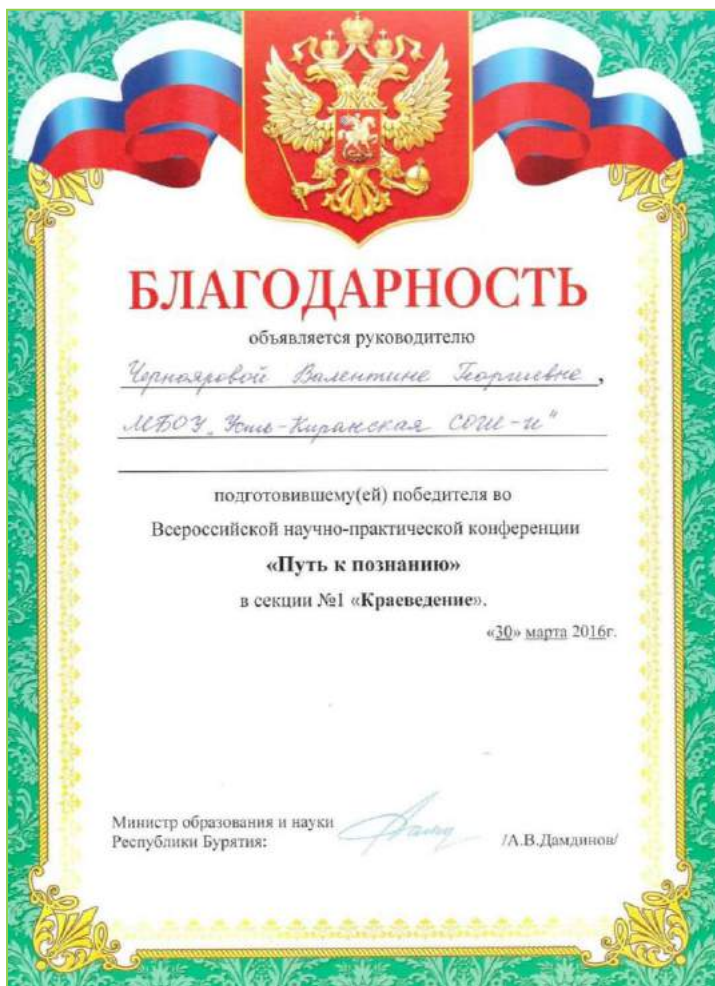 БЛАГОДАРНОСТЬ
объявляется руководителю
Чернояровой Валентине Георгиевне,
МБОУ „Усть-Киранская СОШ-и"
подготовившему(ей) победителя во
Всероссийской научно-практической конференции
«Путь к познанию»
в секции №1 «Краеведение».
«30» марта 2016г.
Министр образования и науки
Республики Бурятия: /А.В.Дамдинов/